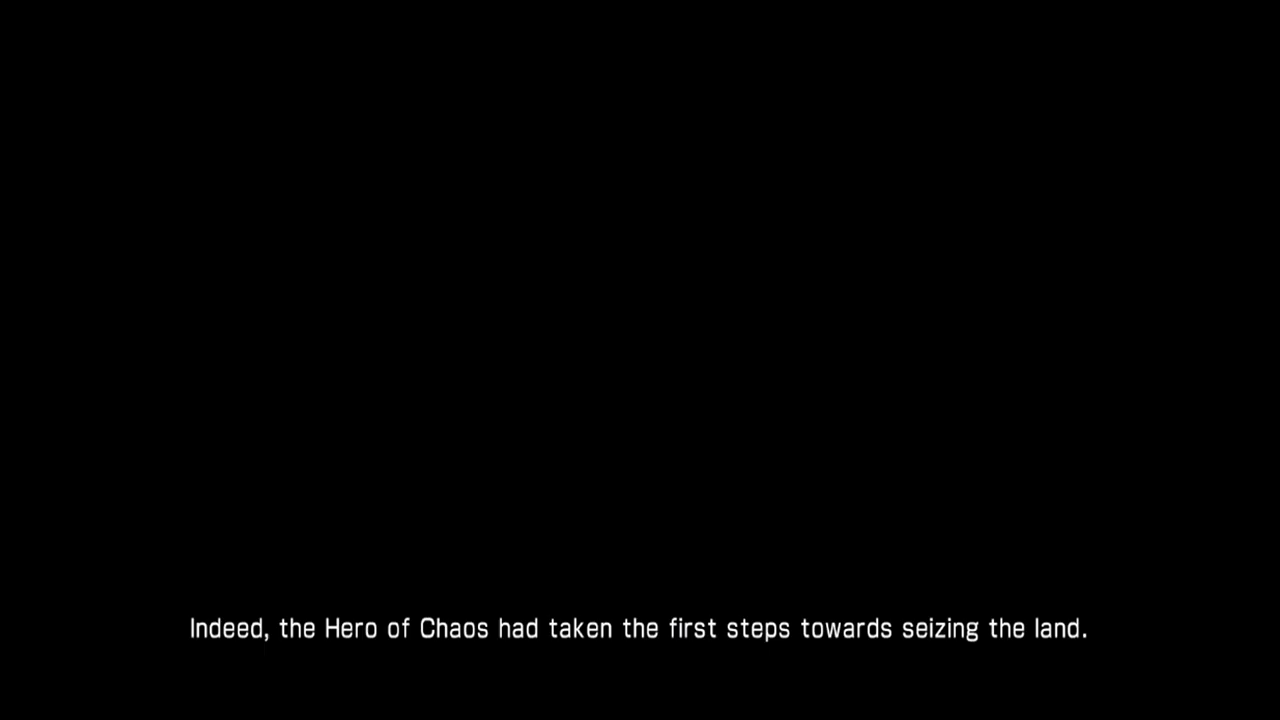 Indeed, the Hero of Chaos had taken the first steps towards seizing the land.